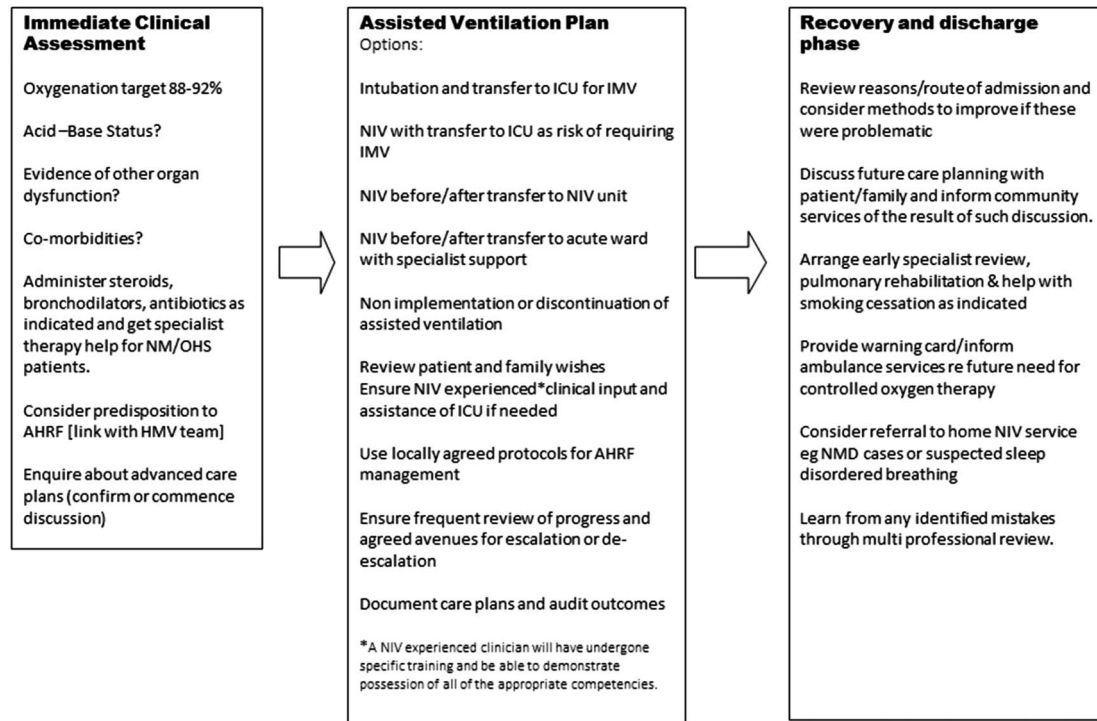 Immediate Clinical
Assessment
Oxygenation target 88-92%
Acid –Base Status?
Evidence of other organ
dysfunction?
Co-morbidities?
Administer steroids,
bronchodilators, antibiotics as
indicated and get specialist
therapy help for NM/OHS
patients.
Consider predisposition to
AHRF [link with HMV team]
Enquire about advanced care
plans (confirm or commence
discussion)
Assisted Ventilation Plan
Options:
Intubation and transfer to ICU for IMV
NIV with transfer to ICU as risk of requiring
IMV
NIV before/after transfer to NIV unit
NIV before/after transfer to acute ward
with specialist support
Non implementation or discontinuation of
assisted ventilation
Review patient and family wishes
Ensure NIV experienced*clinical input and
assistance of ICU if needed
Use locally agreed protocols for AHRF
management
Ensure frequent review of progress and
agreed avenues for escalation or de-
escalation
Document care plans and audit outcomes
*A NIV experienced clinician will have undergone
specific training and be able to demonstrate
possession of all of the appropriate competencies.
Recovery and discharge
phase
Review reasons/route of admission and
consider methods to improve if these
were problematic
Discuss future care planning with
patient/family and inform community
services of the result of such discussion.
Arrange early specialist review,
pulmonary rehabilitation & help with
smoking cessation as indicated
Provide warning card/inform
ambulance services re future need for
controlled oxygen therapy
Consider referral to home NIV service
eg NMD cases or suspected sleep
disordered breathing
Learn from any identified mistakes
through multi professional review.